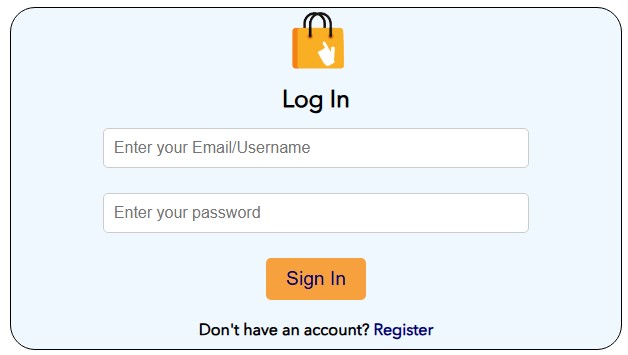 Log In
Enter your Email/Username
Enter your password
Sign In
Don't have an account? Register